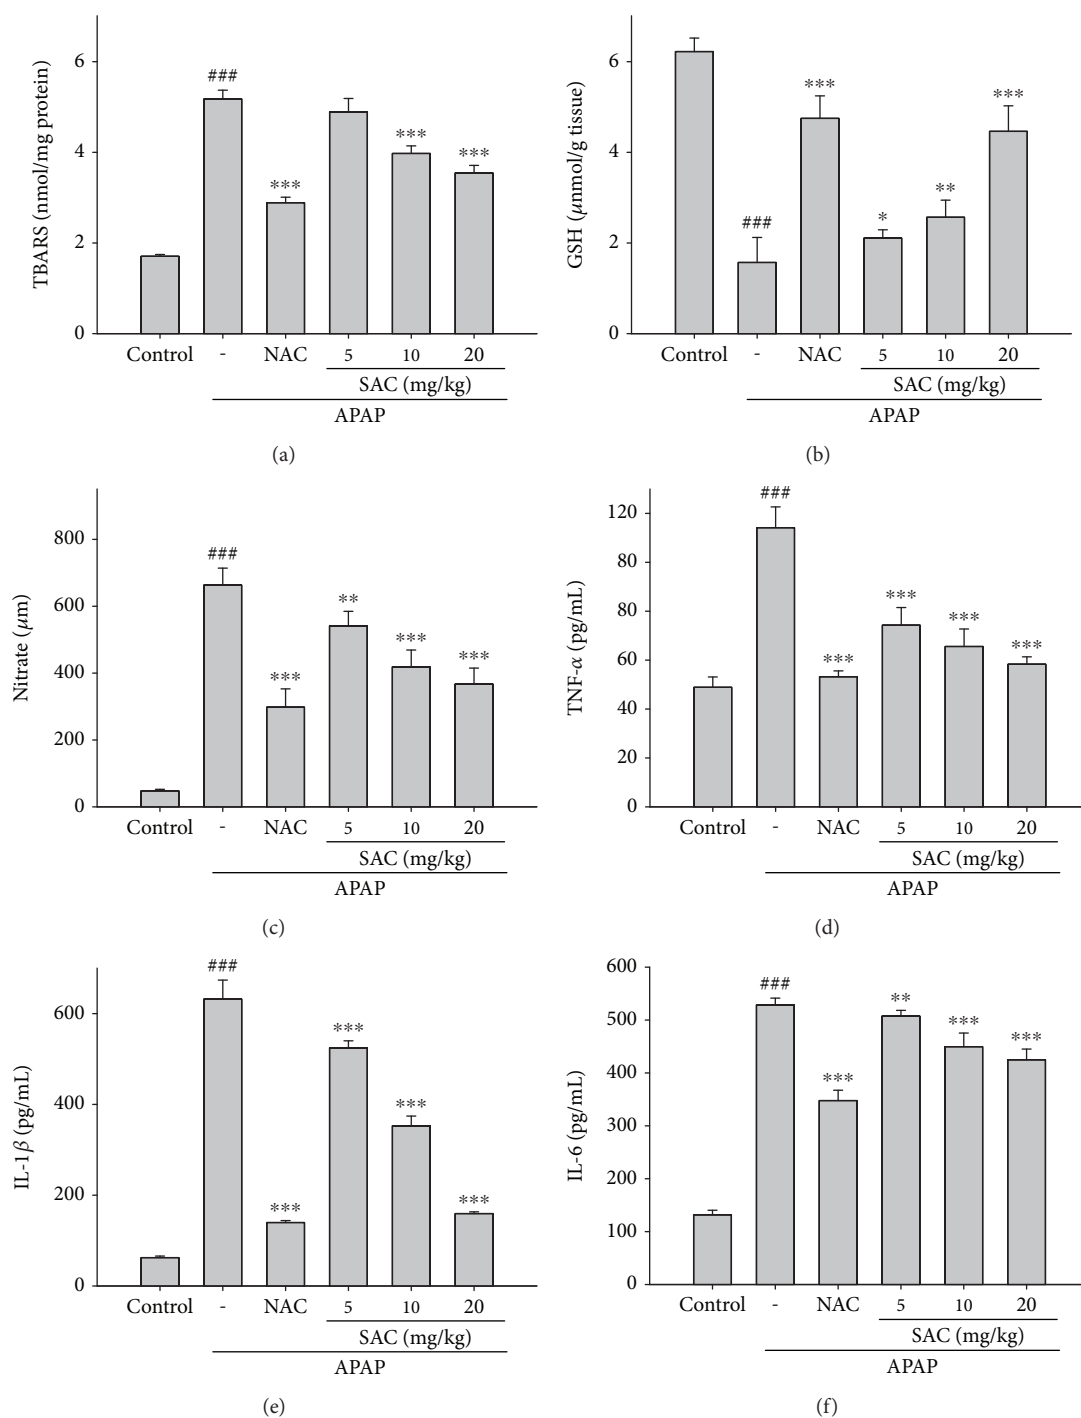 TBARS (nmol/mg protein)
6
4
2
0
###
***
***
***
Control - NAC 5 10 20
SAC (mg/kg)
APAP
(a)
GSH (μnmol/g tissue)
6
4
2
0
###
***
*
**
***
Control - NAC 5 10 20
SAC (mg/kg)
APAP
(b)
Nitrate (μm)
800
600
400
200
0
###
***
**
***
***
Control - NAC 5 10 20
SAC (mg/kg)
APAP
(c)
TNF-α (pg/mL)
120
100
80
60
40
20
0
###
***
***
***
***
Control - NAC 5 10 20
SAC (mg/kg)
APAP
(d)
IL-1β (pg/mL)
600
400
200
0
###
***
***
***
***
Control - NAC 5 10 20
SAC (mg/kg)
APAP
(e)
IL-6 (pg/mL)
600
500
400
300
200
100
0
###
***
**
***
***
Control - NAC 5 10 20
SAC (mg/kg)
APAP
(f)